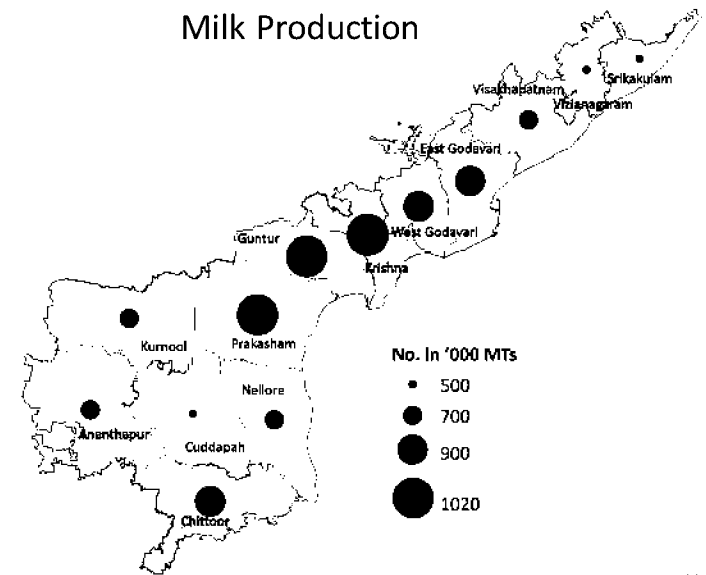 Milk Production
Srikakulam
Visakhapatnam
Vizianagaram
East Godavari
West Godavari
Guntur
Krishna
Kurnool
Prakasham
No. In '000 MTs
500
Nellore
700
Ananthapur
Cuddapah
900
1020
Chittoor